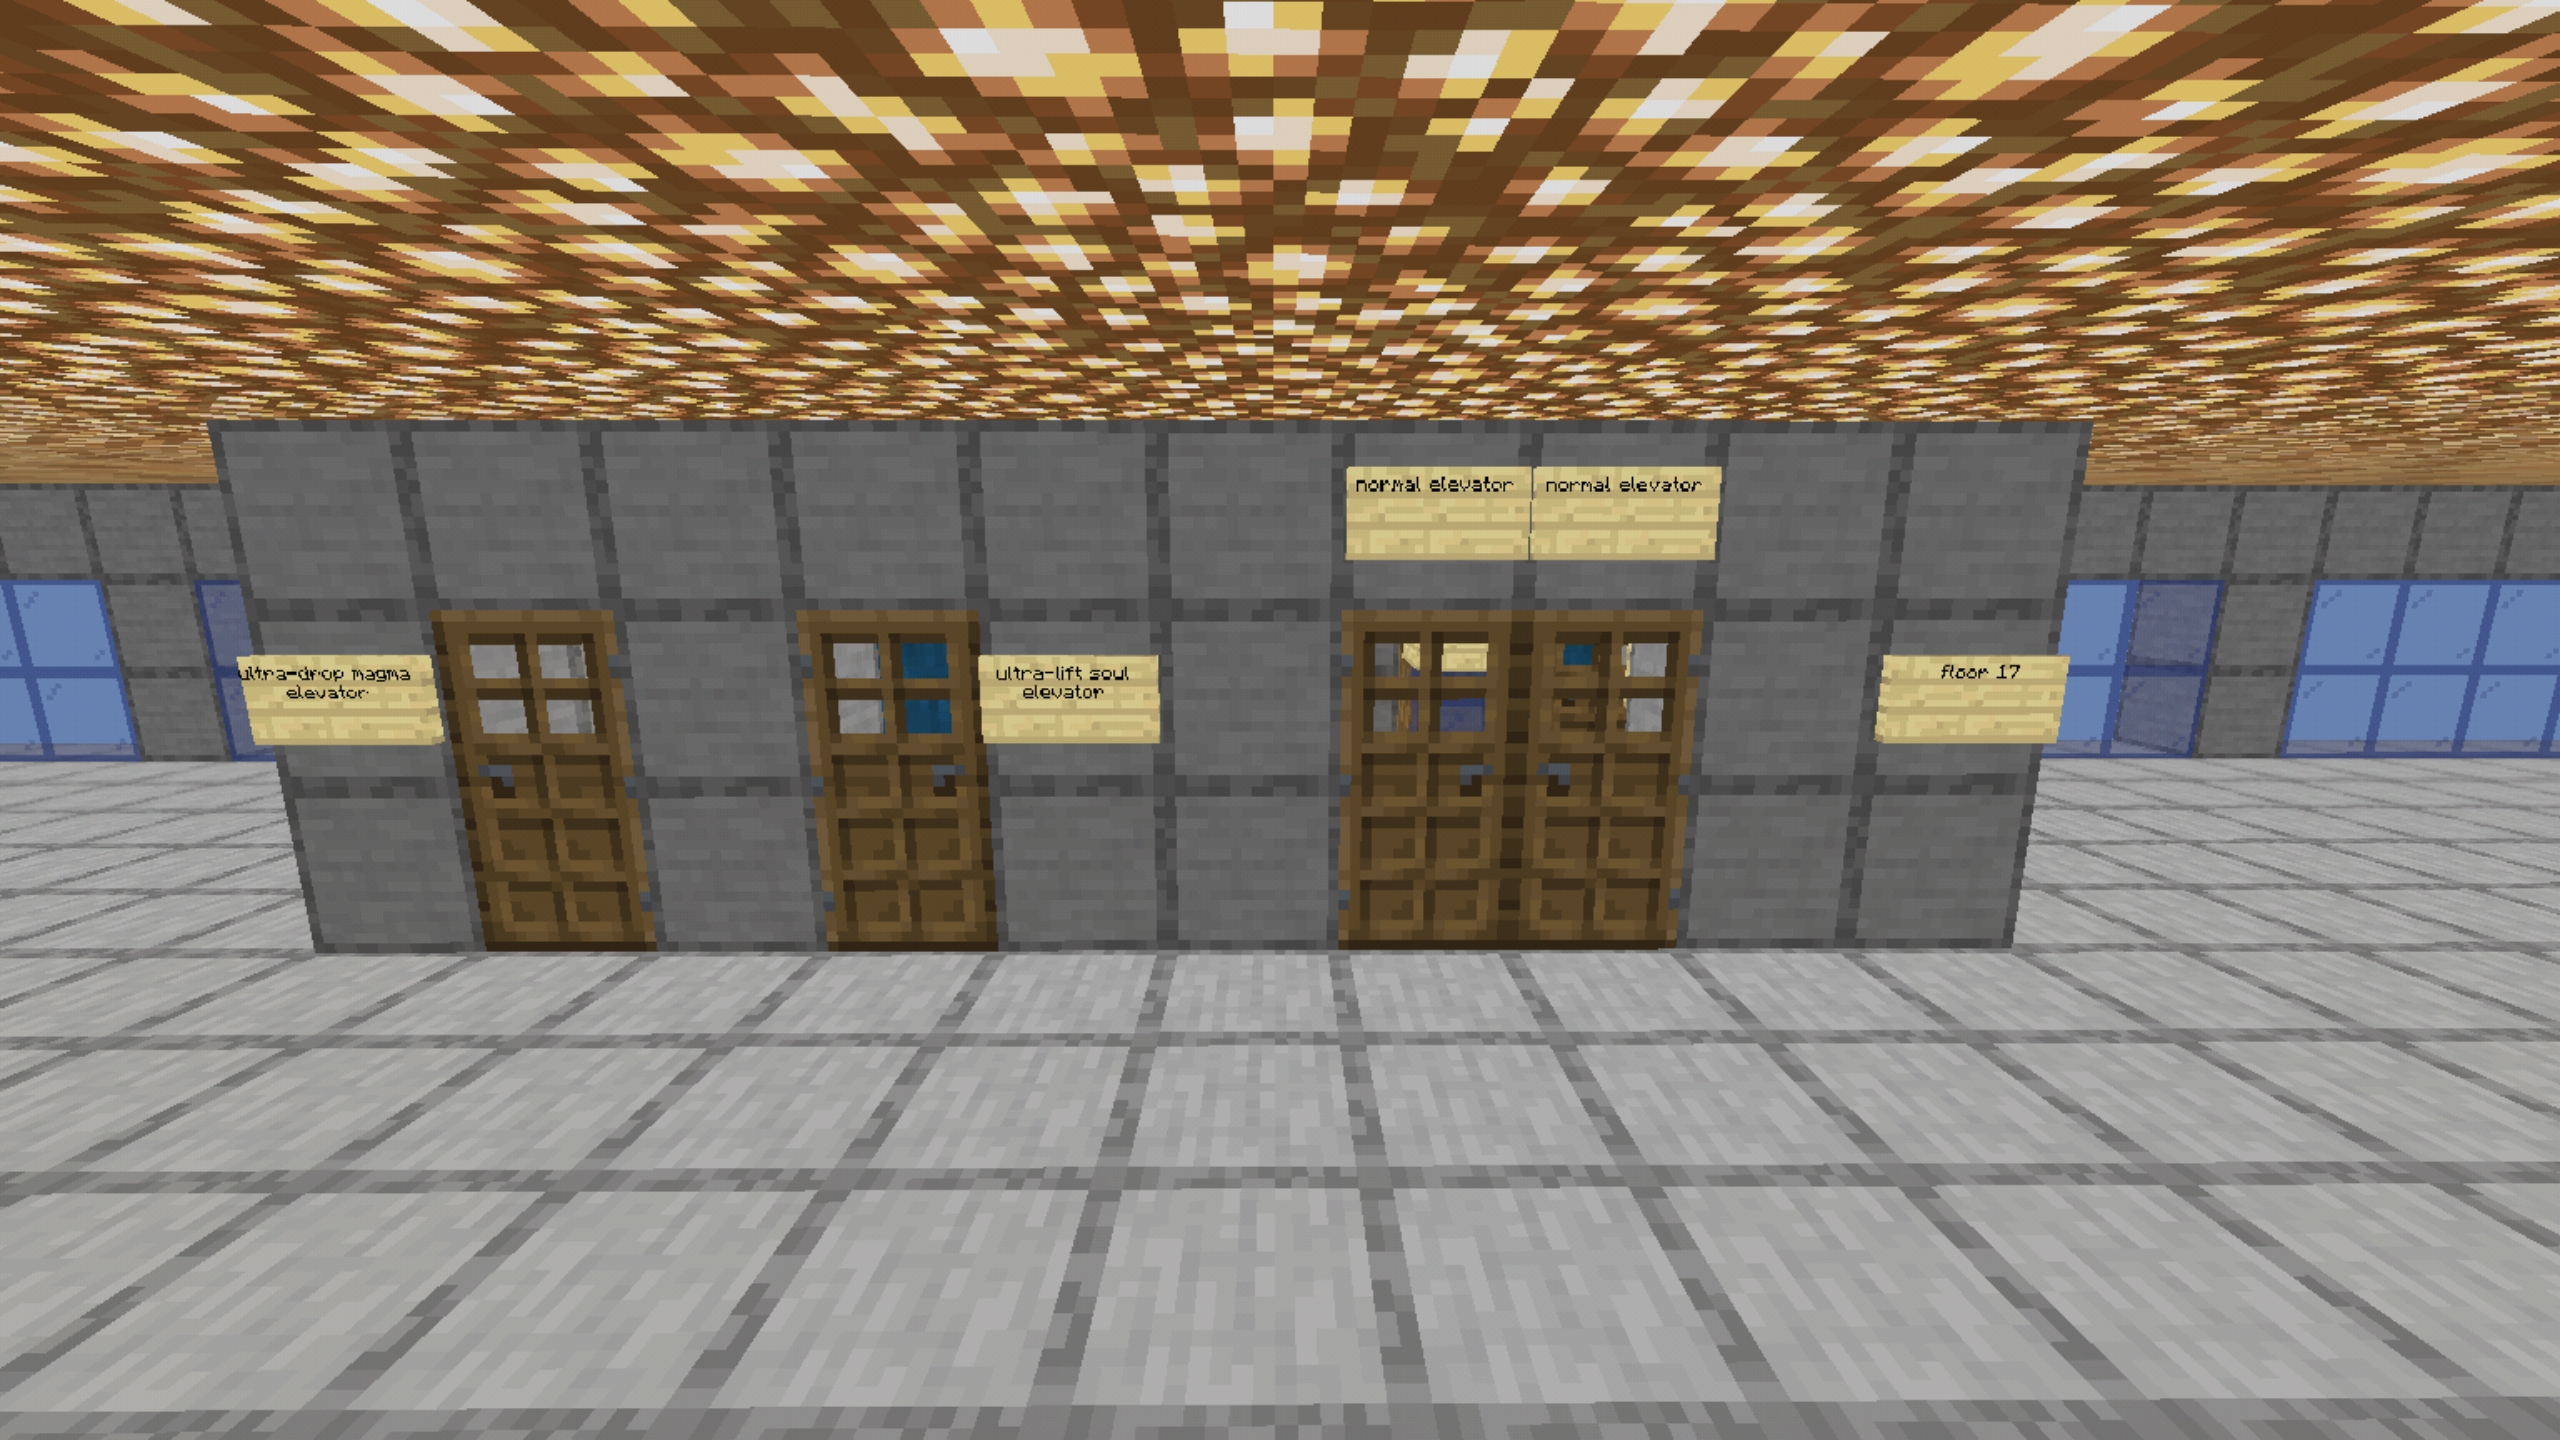 normal elevator
normal elevator
ultra-drop magma
elevator
ultra-lift soul
elevator
floor 17